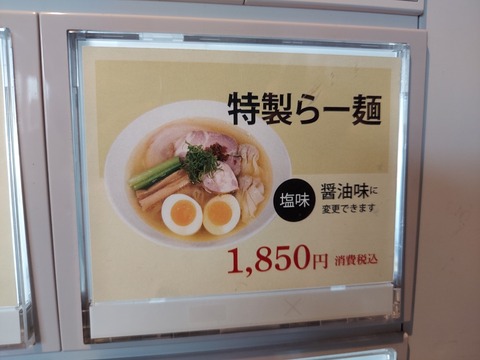 特製らー麺
塩味
醤油味に
変更できます
1,850円 消費税込